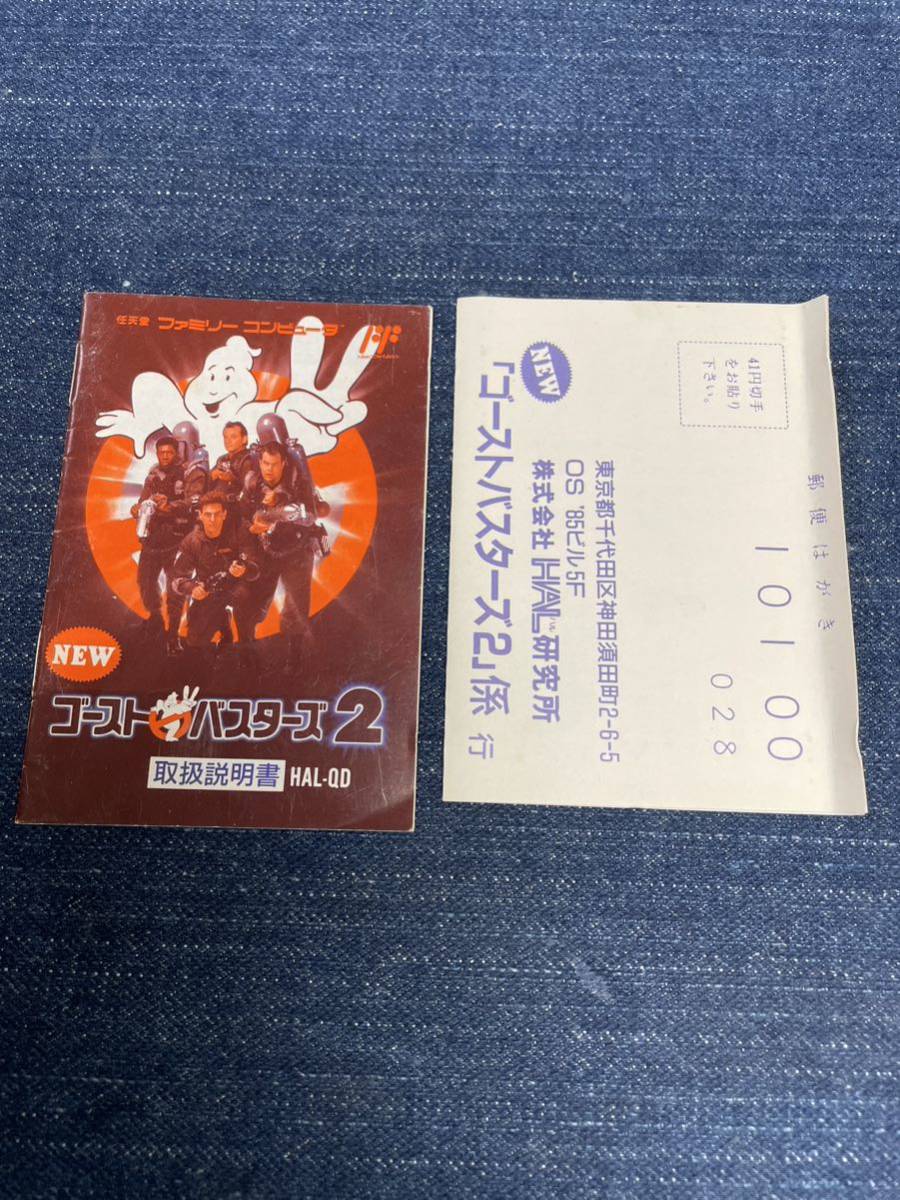 任天堂 ファミリー コンピュータ™
NEW
ゴーストバスターズ2
取扱説明書 HAL-QD
郵便はがき
101 00
028
41円切手
をお貼り
下さい。
東京都千代田区神田須田町2-6-5
OS '85ビル5F
株式会社 HAL研究所
ハル
NEW
「ゴーストバスターズ2」係 行